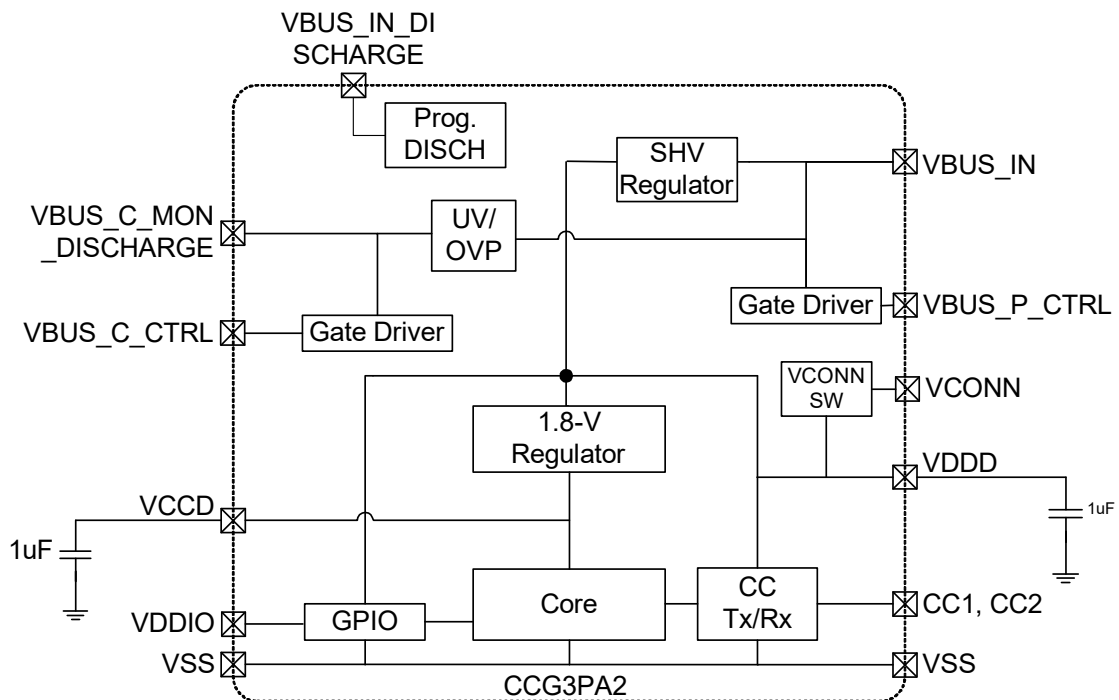 VBUS_IN_DI
SCHARGE
Prog.
DISCH
SHV
Regulator
VBUS_IN
VBUS_C_MON
_DISCHARGE
UV/
OVP
VBUS_C_CTRL
Gate Driver
Gate Driver
VBUS_P_CTRL
VCONN
SW
VCONN
1.8-V
Regulator
VDDD
VCCD
1uF
1uF
Core
CC
Tx/Rx
CC1, CC2
VDDIO
GPIO
VSS
VSS
CCG3PA2